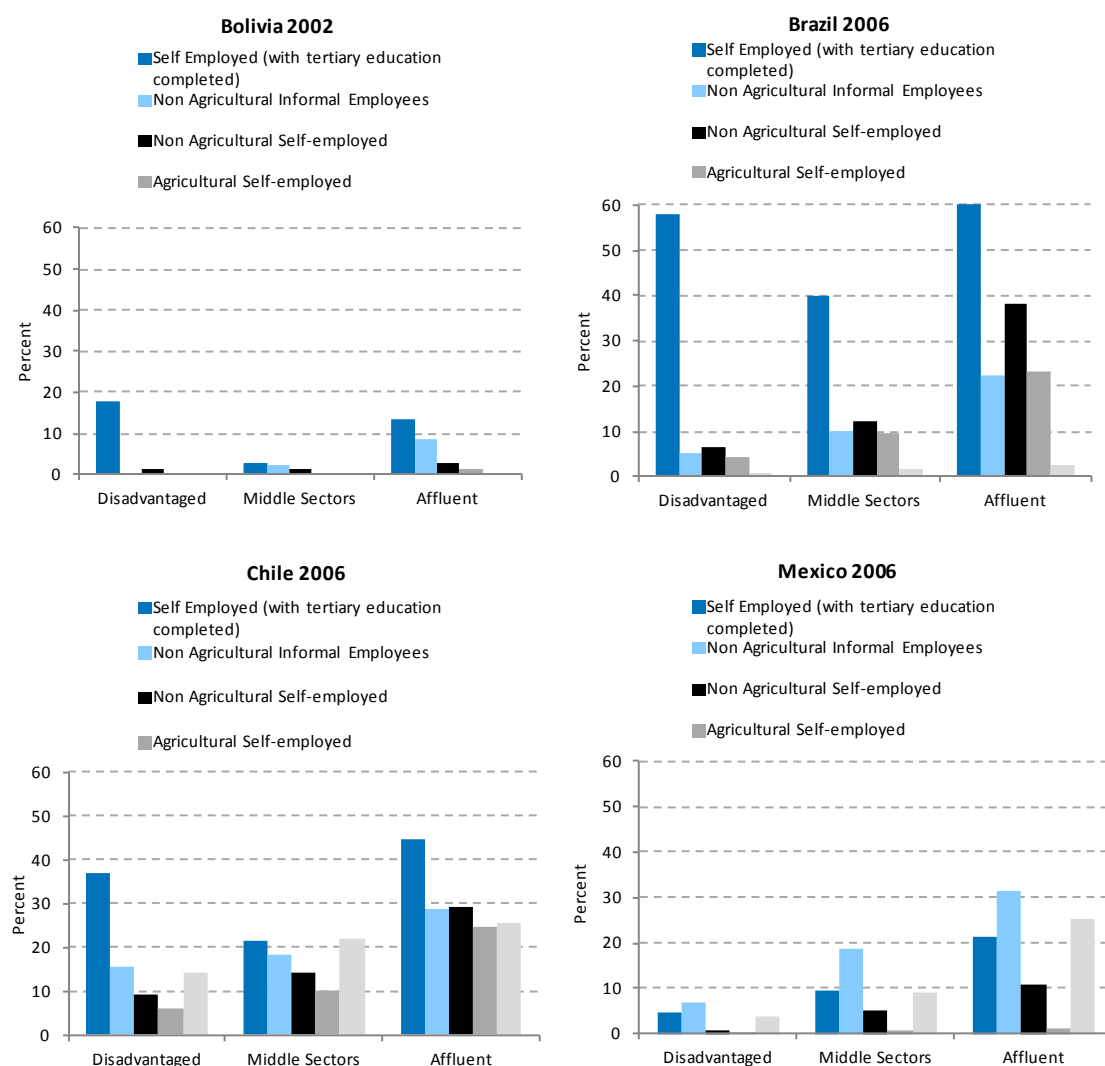 Bolivia 2002
Self Employed (with tertiary education
completed)
Non Agricultural Informal Employees
Non Agricultural Self-employed
Agricultural Self-employed
60
50
40
30
20
10
0
Percent
Disadvantaged
Middle Sectors
Affluent
Brazil 2006
Self Employed (with tertiary education
completed)
Non Agricultural Informal Employees
Non Agricultural Self-employed
Agricultural Self-employed
60
50
40
30
20
10
0
Percent
Disadvantaged
Middle Sectors
Affluent
Chile 2006
Self Employed (with tertiary education
completed)
Non Agricultural Informal Employees
Non Agricultural Self-employed
Agricultural Self-employed
60
50
40
30
20
10
0
Percent
Disadvantaged
Middle Sectors
Affluent
Mexico 2006
Self Employed (with tertiary education
completed)
Non Agricultural Informal Employees
Non Agricultural Self-employed
Agricultural Self-employed
60
50
40
30
20
10
0
Percent
Disadvantaged
Middle Sectors
Affluent